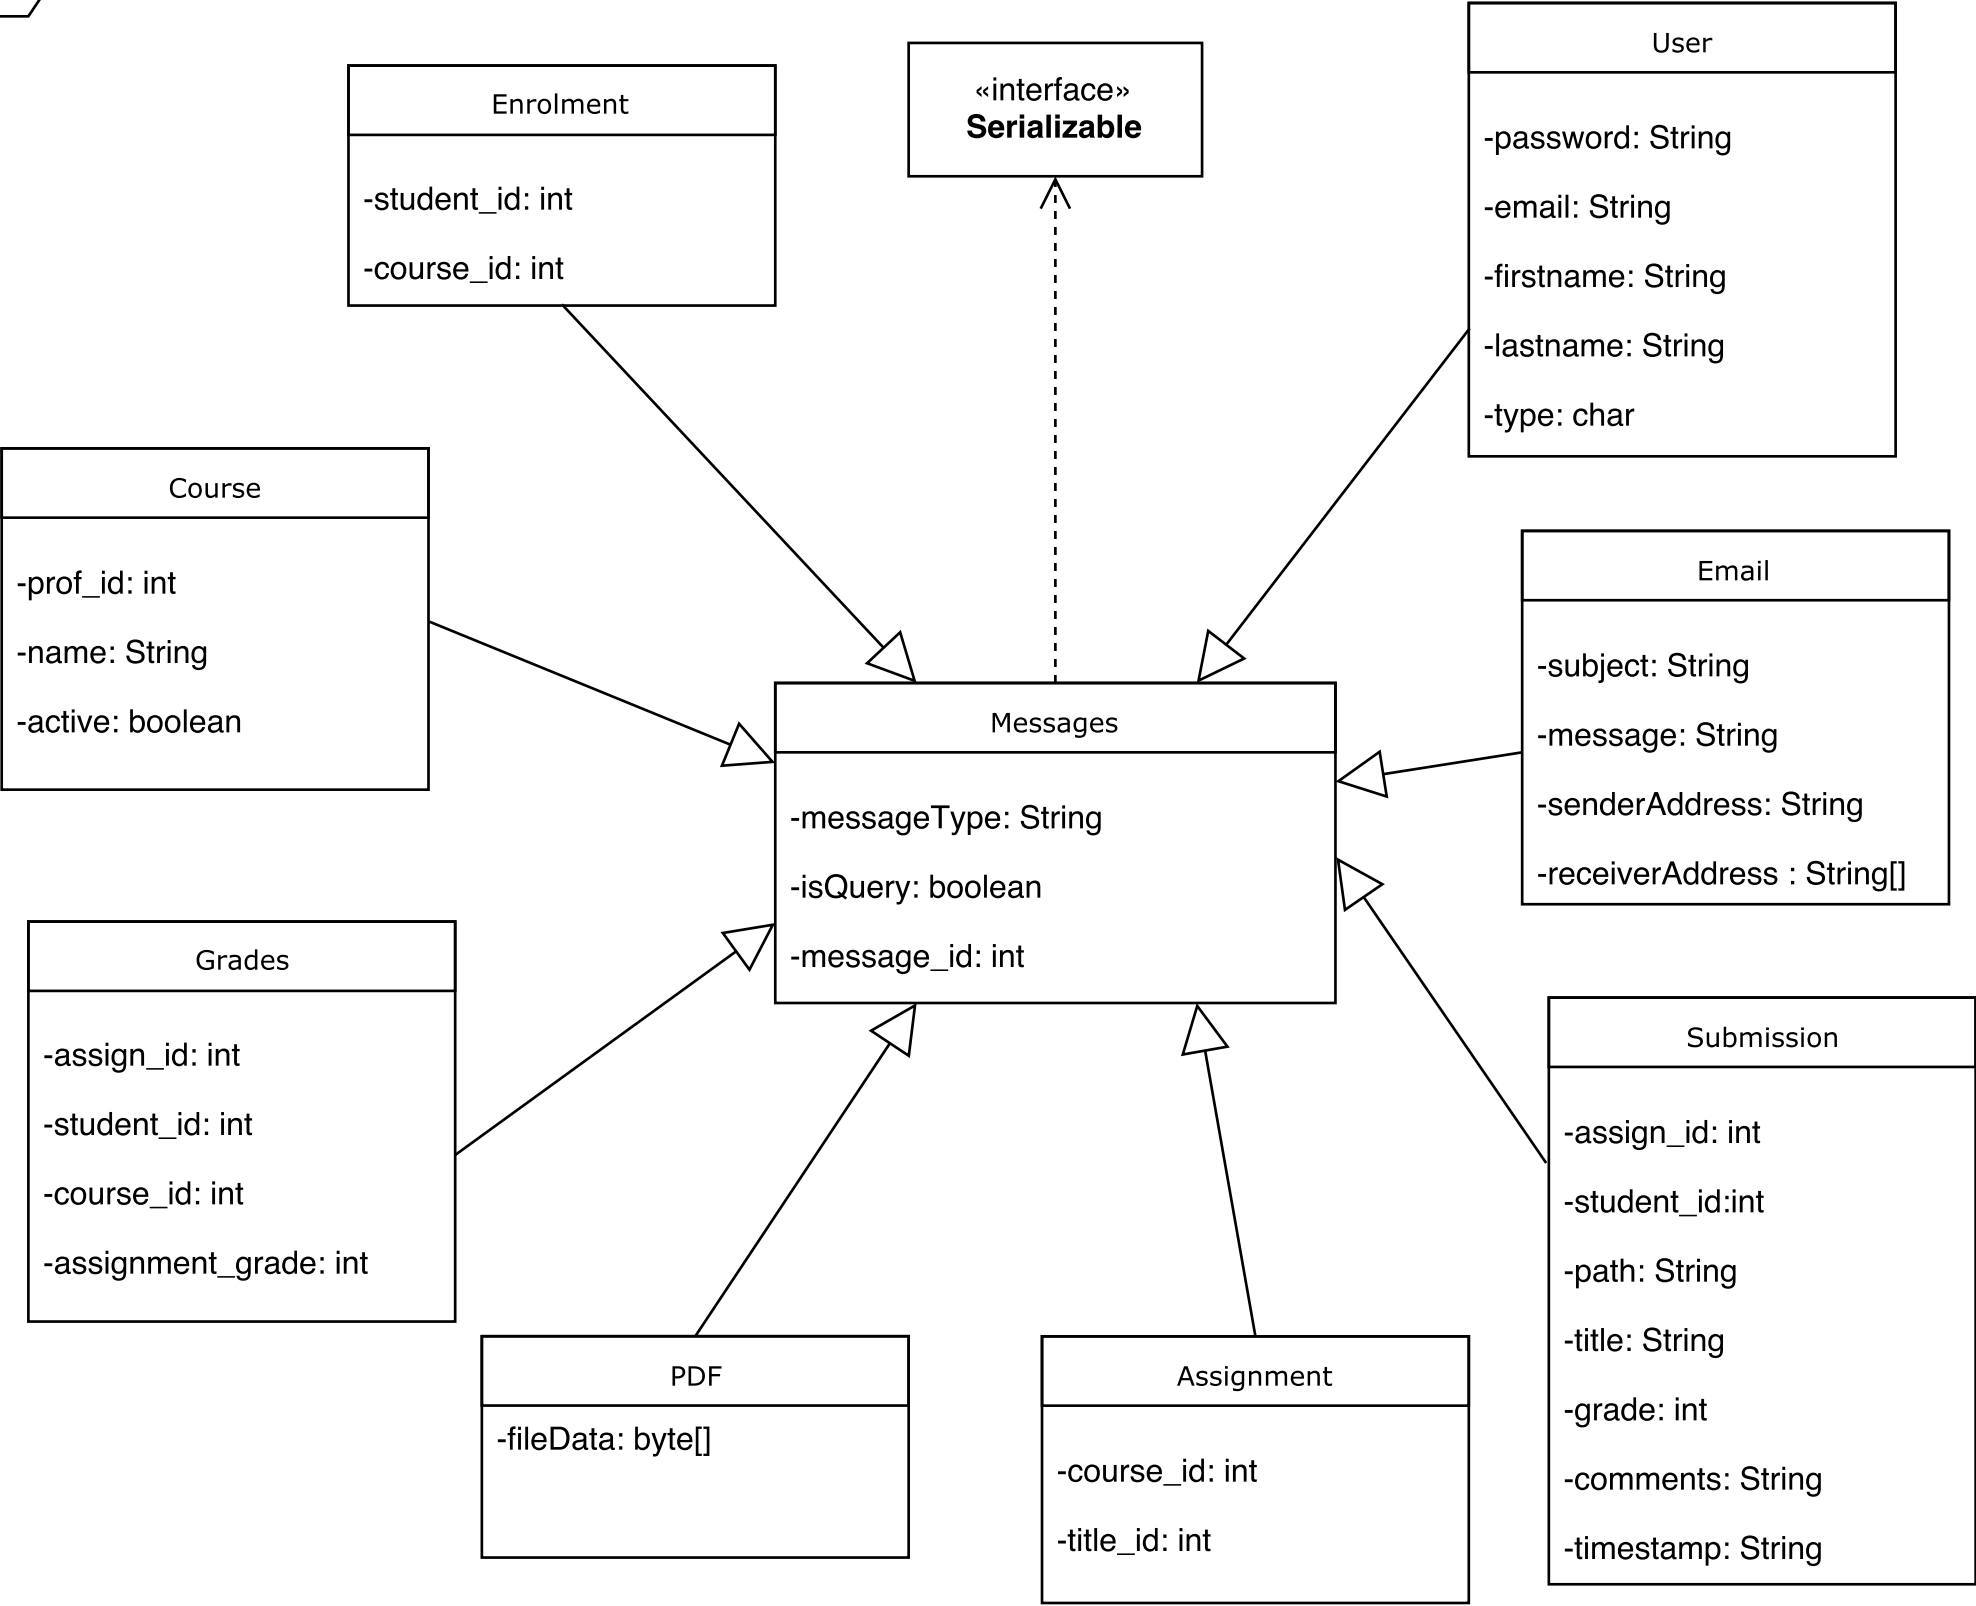 Enrolment
-student_id: int
-course_id: int
«interface»
Serializable
User
-password: String
-email: String
-firstname: String
-lastname: String
-type: char
Course
-prof_id: int
-name: String
-active: boolean
Email
-subject: String
-message: String
-senderAddress: String
-receiverAddress : String[]
Messages
-messageType: String
-isQuery: boolean
-message_id: int
Grades
-assign_id: int
-student_id: int
-course_id: int
-assignment_grade: int
PDF
-fileData: byte[]
Assignment
-course_id: int
-title_id: int
Submission
-assign_id: int
-student_id:int
-path: String
-title: String
-grade: int
-comments: String
-timestamp: String